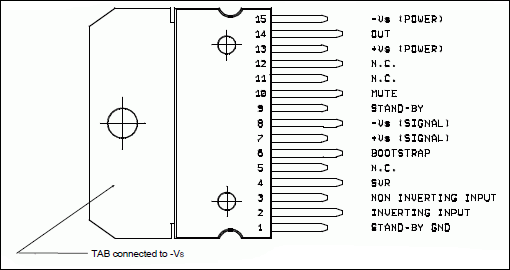 15 -Vs (POWER)
14 OUT
13 +Vs (POWER)
12 N.C.
11 N.C.
10 MUTE
9 STAND-BY
8 -Vs (SIGNAL)
7 +Vs (SIGNAL)
6 BOOTSTRAP
5 N.C.
4 SVR
3 NON INVERTING INPUT
2 INVERTING INPUT
1 STAND-BY GND
TAB connected to -Vs